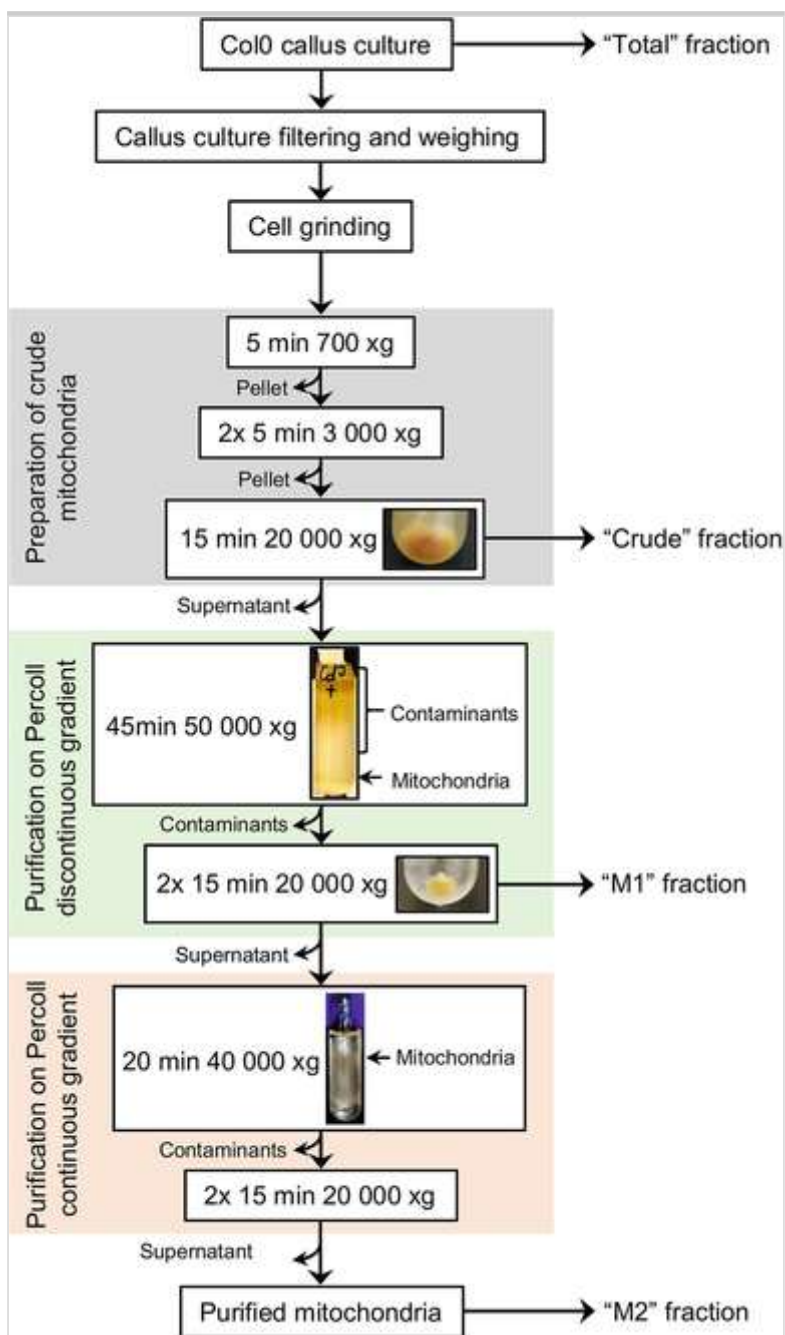 Col0 callus culture
“Total” fraction
Callus culture filtering and weighing
Cell grinding
Preparation of crude
mitochondria
5 min 700 xg
Pellet
2x 5 min 3 000 xg
Pellet
15 min 20 000 xg
“Crude” fraction
Supernatant
Purification on Percoll
discontinuous gradient
45min 50 000 xg
Contaminants
Mitochondria
Contaminants
2x 15 min 20 000 xg
“M1” fraction
Supernatant
Purification on Percoll
continuous gradient
20 min 40 000 xg
Mitochondria
Contaminants
2x 15 min 20 000 xg
Supernatant
Purified mitochondria
“M2” fraction